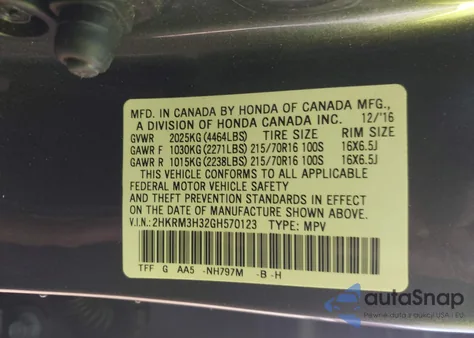 MFD. IN CANADA BY HONDA OF CANADA MFG.,
A DIVISION OF HONDA CANADA INC. 12/'16
GVWR 2025KG (4464LBS) TIRE SIZE RIM SIZE
GAWR F 1030KG (2271LBS) 215/70R16 100S 16X6.5J
GAWR R 1015KG (2238LBS) 215/70R16 100S 16X6.5J
THIS VEHICLE CONFORMS TO ALL APPLICABLE
FEDERAL MOTOR VEHICLE SAFETY
AND THEFT PREVENTION STANDARDS IN EFFECT ON
THE DATE OF MANUFACTURE SHOWN ABOVE.
V.I.N.: 2HKRM3H32GH570123 TYPE: MPV
TFF G AA5 -NH797M -B -H
autoSnap